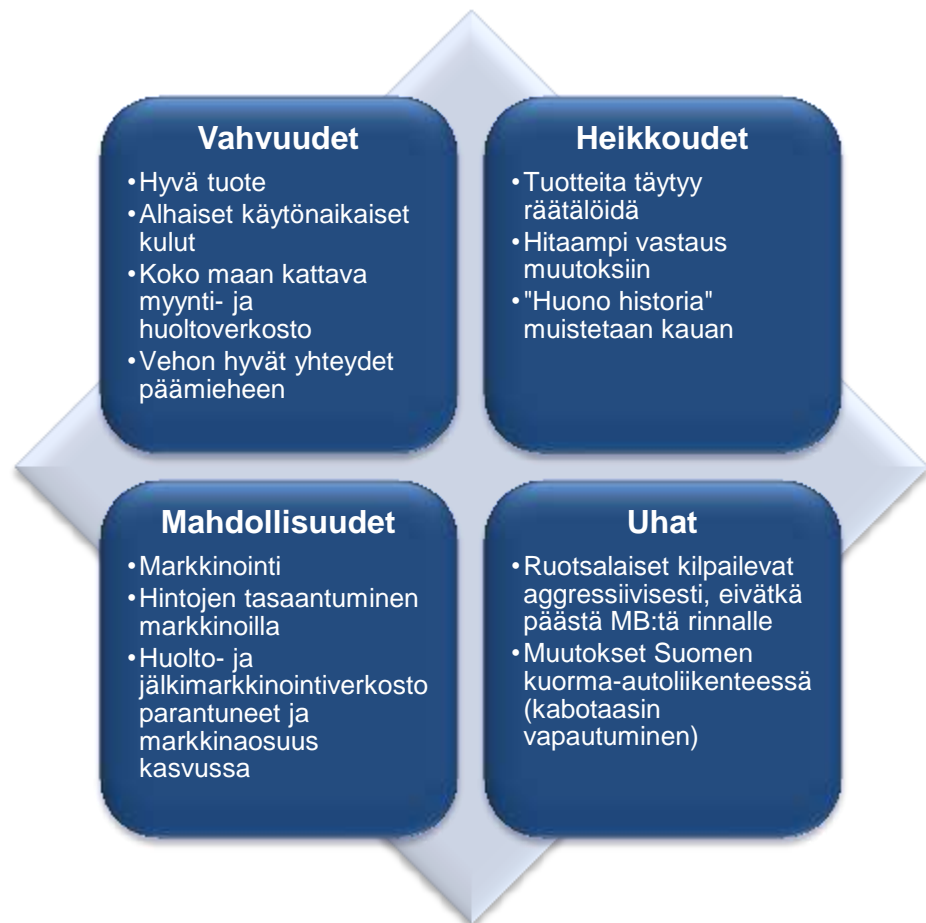 Vahvuudet
•Hyvä tuote
•Alhaiset käytönaikaiset
kulut
•Koko maan kattava
myynti- ja
huoltoverkosto
•Vehon hyvät yhteydet
päämieheen
Heikkoudet
•Tuotteita täytyy
räätälöidä
•Hitaampi vastaus
muutoksiin
•"Huono historia"
muistetaan kauan
Mahdollisuudet
•Markkinointi
•Hintojen tasaantuminen
markkinoilla
•Huolto- ja
jälkimarkkinointiverkosto
parantuneet ja
markkinaosuus
kasvussa
Uhat
•Ruotsalaiset kilpailevat
aggressiivisesti, eivätkä
päästä MB:tä rinnalle
•Muutokset Suomen
kuorma-autoliikenteessä
(kabotaasin
vapautuminen)